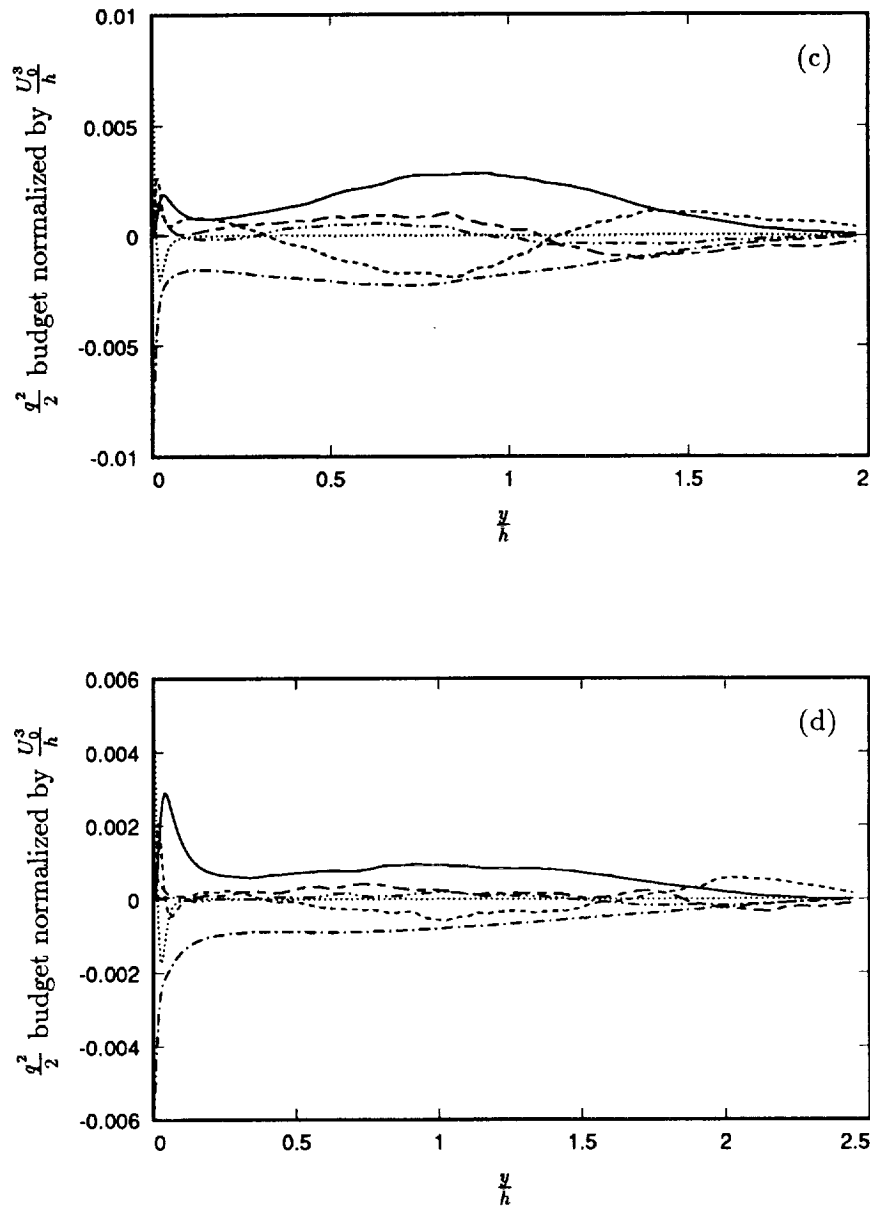 (c)
q²/2 budget normalized by U₀³/h
0.01
0.005
0
-0.005
-0.01
0 0.5 1 1.5 2
y/h
(d)
q²/2 budget normalized by U₀³/h
0.006
0.004
0.002
0
-0.002
-0.004
-0.006
0 0.5 1 1.5 2 2.5
y/h